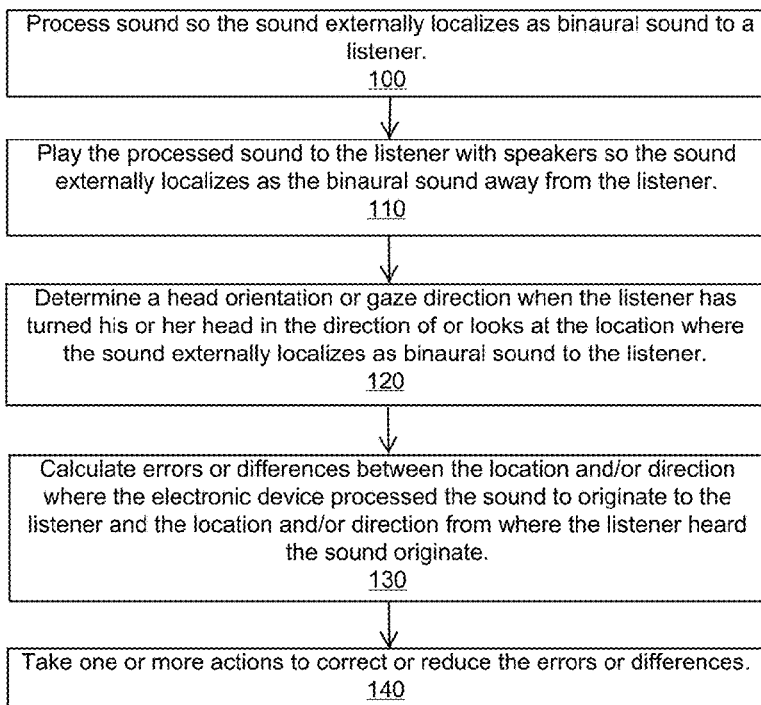 Process sound so the sound externally localizes as binaural sound to a
listener.
100
Play the processed sound to the listener with speakers so the sound
externally localizes as the binaural sound away from the listener.
110
Determine a head orientation or gaze direction when the listener has
turned his or her head in the direction of or looks at the location where
the sound externally localizes as binaural sound to the listener.
120
Calculate errors or differences between the location and/or direction
where the electronic device processed the sound to originate to the
listener and the location and/or direction from where the listener heard
the sound originate.
130
Take one or more actions to correct or reduce the errors or differences.
140